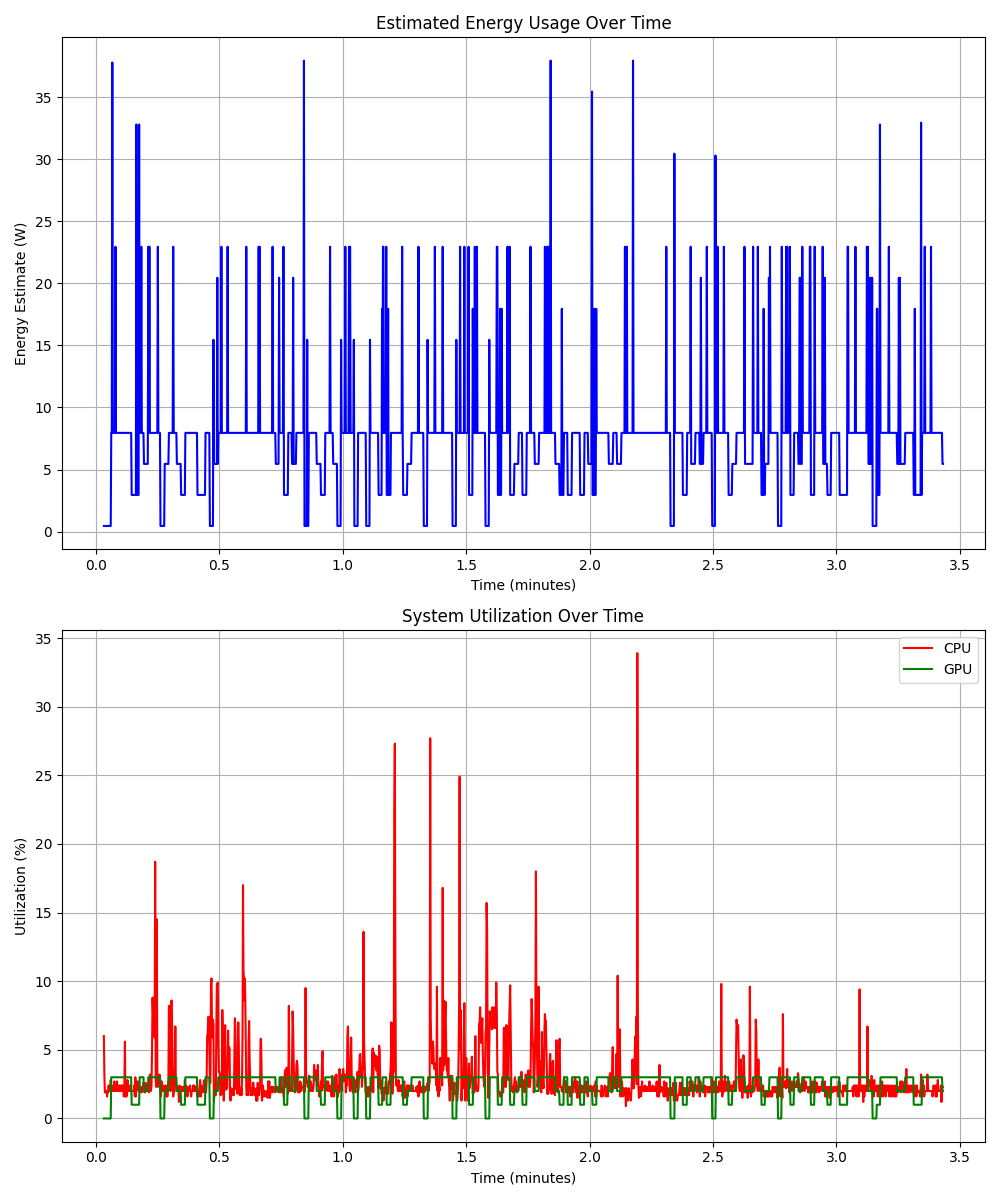 Estimated Energy Usage Over Time
Energy Estimate (W)
35
30
25
20
15
10
5
0
0.0 0.5 1.0 1.5 2.0 2.5 3.0 3.5
Time (minutes)
System Utilization Over Time
Utilization (%)
35
30
25
20
15
10
5
0
CPU
GPU
0.0 0.5 1.0 1.5 2.0 2.5 3.0 3.5
Time (minutes)